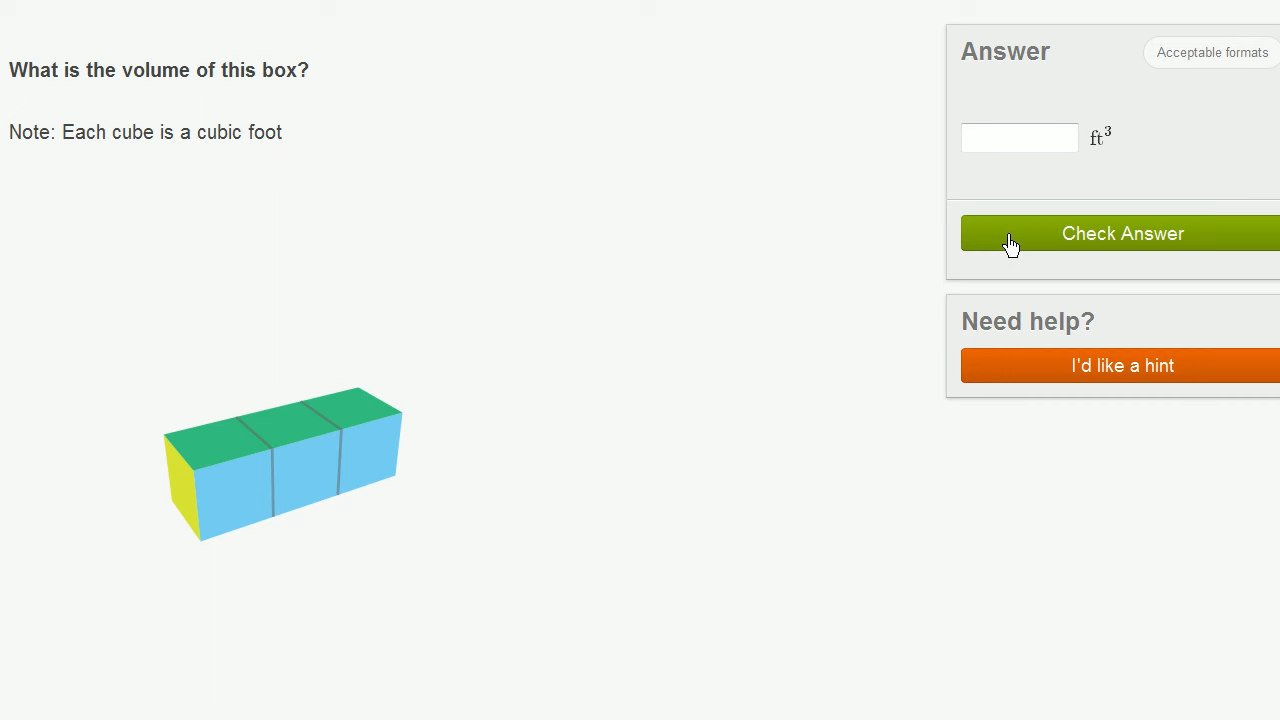 What is the volume of this box?
Note: Each cube is a cubic foot
Answer
Acceptable formats
ft³
Check Answer
Need help?
I'd like a hint